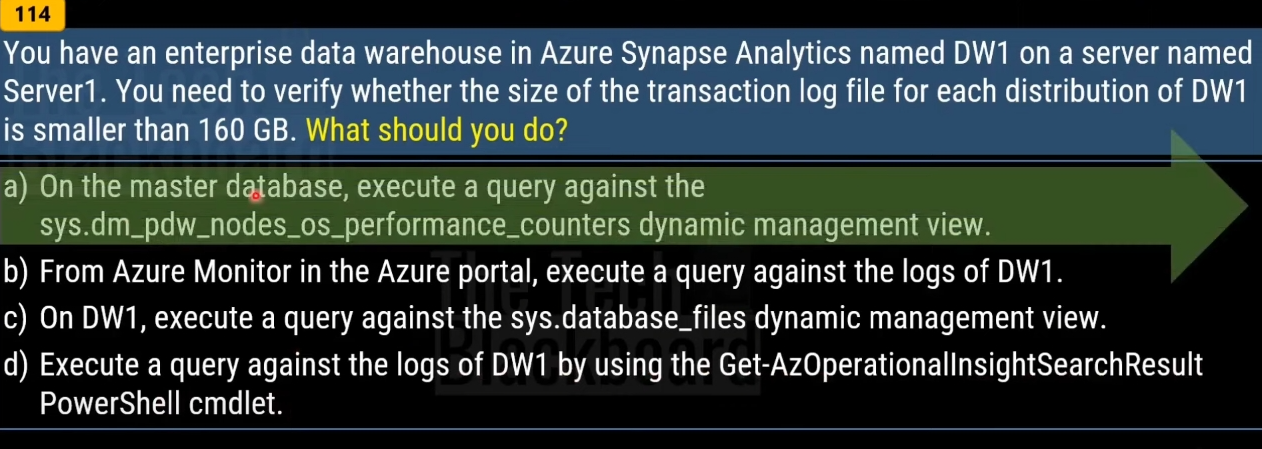 114
You have an enterprise data warehouse in Azure Synapse Analytics named DW1 on a server named
Server1. You need to verify whether the size of the transaction log file for each distribution of DW1
is smaller than 160 GB. What should you do?
a) On the master database, execute a query against the
sys.dm_pdw_nodes_os_performance_counters dynamic management view.
b) From Azure Monitor in the Azure portal, execute a query against the logs of DW1.
c) On DW1, execute a query against the sys.database_files dynamic management view.
d) Execute a query against the logs of DW1 by using the Get-AzOperationalInsightSearchResult
PowerShell cmdlet.
The Tech
Blackboard